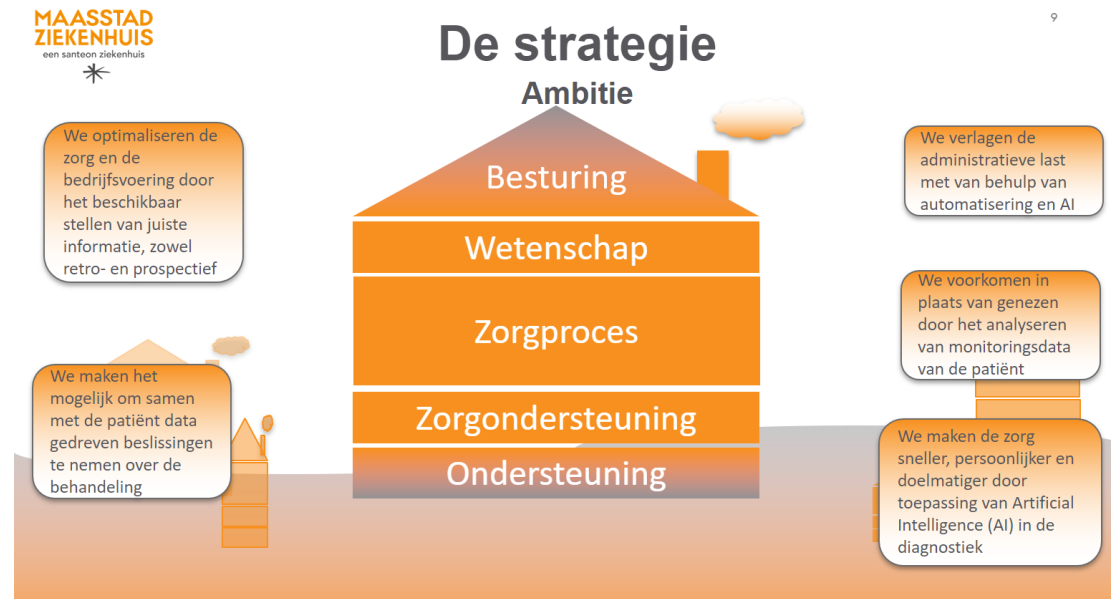 MAASSTAD
ZIEKENHUIS
een santeon ziekenhuis
9
De strategie
Ambitie
We optimaliseren de
zorg en de
bedrijfsvoering door
het beschikbaar
stellen van juiste
informatie, zowel
retro- en prospectief
We maken het
mogelijk om samen
met de patiënt data
gedreven beslissingen
te nemen over de
behandeling
Besturing
Wetenschap
Zorgproces
Zorgondersteuning
Ondersteuning
We verlagen de
administratieve last
met van behulp van
automatisering en AI
We voorkomen in
plaats van genezen
door het analyseren
van monitoringsdata
van de patiënt
We maken de zorg
sneller, persoonlijker en
doelmatiger door
toepassing van Artificial
Intelligence (AI) in de
diagnostiek